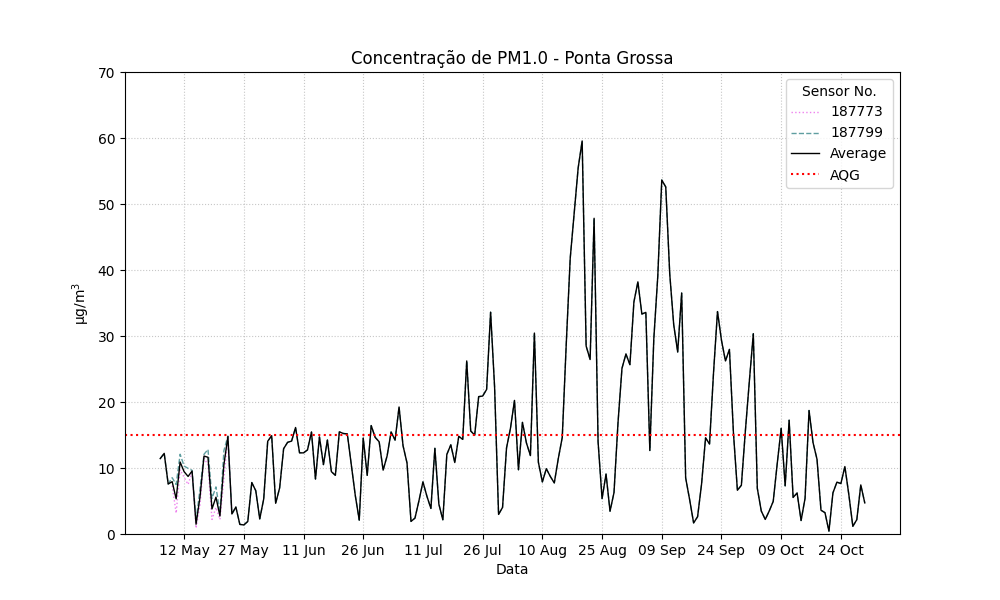 Concentração de PM1.0 - Ponta Grossa
70
60
50
40
30
20
10
0
µg/m³
Sensor No.
187773
187799
Average
AQG
12 May 27 May 11 Jun 26 Jun 11 Jul 26 Jul 10 Aug 25 Aug 09 Sep 24 Sep 09 Oct 24 Oct
Data